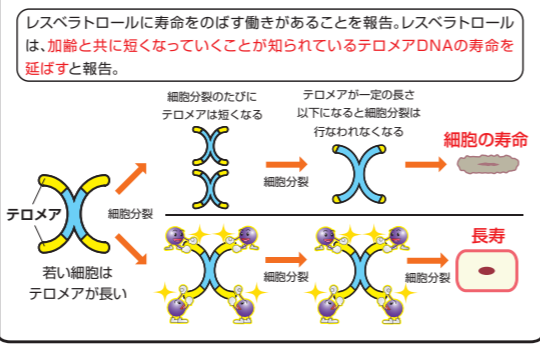 レスベラトロールに寿命をのばす働きがあることを報告。レスベラトロール
は、加齢と共に短くなっていくことが知られているテロメアDNAの寿命を
延ばすと報告。
細胞分裂のたびに
テロメアは短くなる
テロメアが一定の長さ
以下になると細胞分裂は
行なわれなくなる
細胞の寿命
細胞分裂
テロメア
細胞分裂
長寿
若い細胞は
テロメアが長い
細胞分裂
細胞分裂